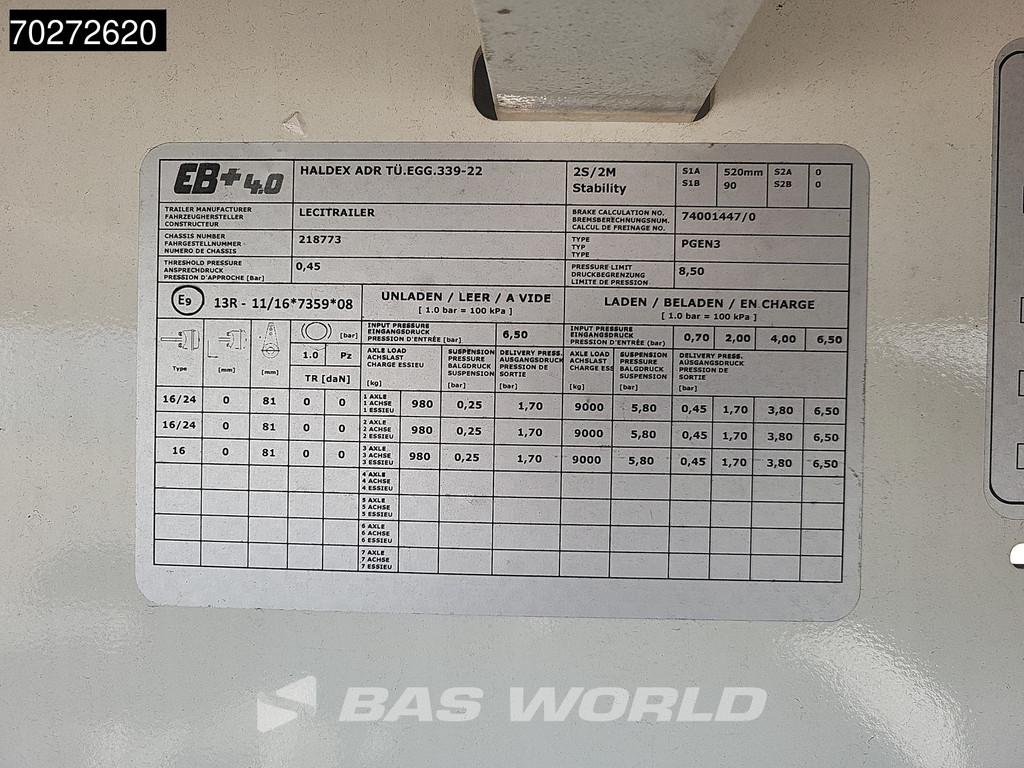 70272620
EB+ 4.0
HALDEX ADR TÜ.EGG.339-22
2S/2M
Stability
S1A 520mm S2A 0
S1B 90 S2B 0
TRAILER MANUFACTURER
FAHRZEUGHERSTELLER
CONSTRUCTEUR
LECITRAILER
BRAKE CALCULATION NO.
BREMSBERECHNUNGSNUM.
CALCUL DE FREINAGE NO.
74001447/0
CHASSIS NUMBER
FAHRGESTELLNUMMER
NUMERO DE CHASSIS
218773
TYPE
TYP
TYPE
PGEN3
THRESHOLD PRESSURE
ANSPRECHDRUCK
PRESSION D'APPROCHE [Bar]
0,45
PRESSURE LIMIT
DRUCKBEGRENZUNG
LIMITE DE PRESSION
8,50
E9 13R - 11/16*7359*08
UNLADEN / LEER / A VIDE
[ 1.0 bar = 100 kPa ]
LADEN / BELADEN / EN CHARGE
[ 1.0 bar = 100 kPa ]
Type
[mm]
[mm]
[bar]
1.0 Pz
TR [daN]
INPUT PRESSURE
EINGANGSDRUCK
PRESSION D'ENTRÉE [bar]
6,50
INPUT PRESSURE
EINGANGSDRUCK
PRESSION D'ENTRÉE (bar)
0,70 2,00 4,00 6,50
AXLE LOAD
ACHSLAST
CHARGE ESSIEU
[kg]
SUSPENSION
PRESSURE
BALGDRUCK
SUSPENSION
[bar]
DELIVERY PRESS.
AUSGANGSDRUCK
PRESSION DE
SORTIE
[bar]
AXLE LOAD
ACHSLAST
CHARGE ESS
[kg]
SUSPENSION
PRESSURE
BALGDRUCK
SUSPENSION
[bar]
DELIVERY PRESS.
AUSGANGSDRUCK
PRESSION DE
SORTIE
[bar]
16/24 0 81 0 0
1 AXLE
1 ACHSE
1 ESSIEU
980 0,25 1,70 9000 5,80 0,45 1,70 3,80 6,50
16/24 0 81 0 0
2 AXLE
2 ACHSE
2 ESSIEU
980 0,25 1,70 9000 5,80 0,45 1,70 3,80 6,50
16 0 81 0 0
3 AXLE
3 ACHSE
3 ESSIEU
980 0,25 1,70 9000 5,80 0,45 1,70 3,80 6,50
4 AXLE
4 ACHSE
4 ESSIEU
5 AXLE
5 ACHSE
5 ESSIEU
6 AXLE
6 ACHSE
6 ESSIEU
7 AXLE
7 ACHSE
7 ESSIEU
BAS WORLD